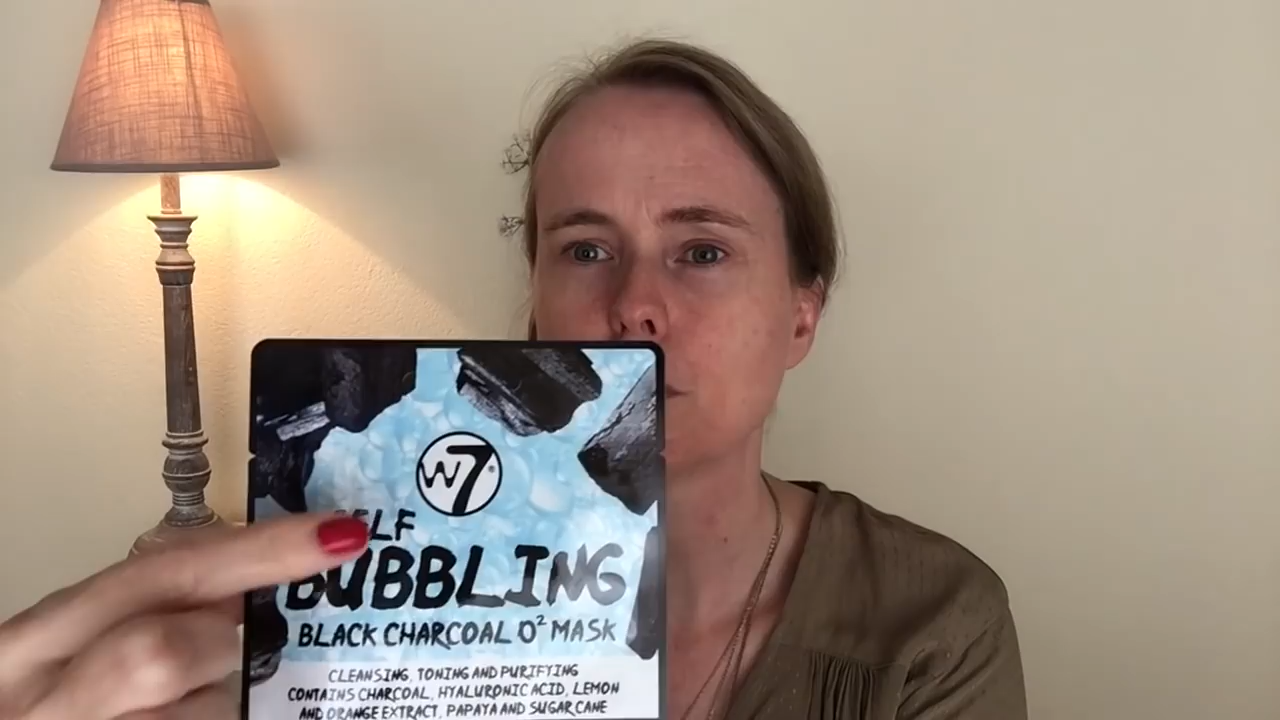 W7®
SELF
BUBBLING
BLACK CHARCOAL O² MASK
CLEANSING, TONING AND PURIFYING
CONTAINS CHARCOAL, HYALURONIC ACID, LEMON
AND ORANGE EXTRACT, PAPAYA AND SUGAR CANE